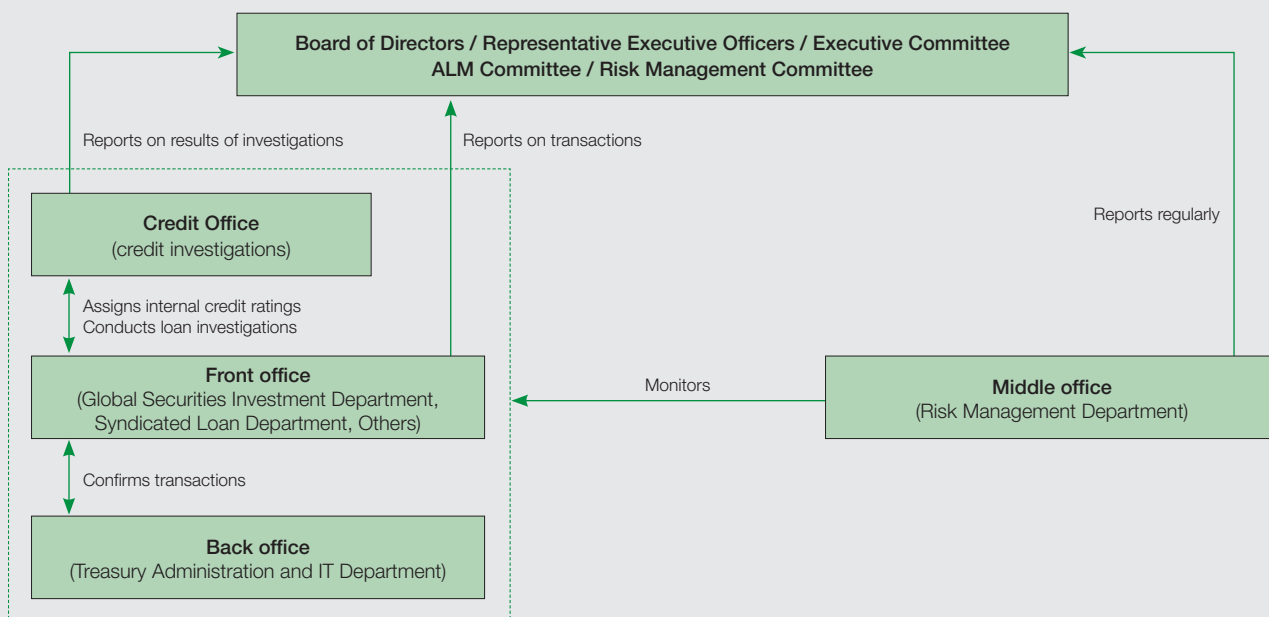 Board of Directors / Representative Executive Officers / Executive Committee
ALM Committee / Risk Management Committee
Reports on results of investigations
Reports on transactions
Reports regularly
Credit Office
(credit investigations)
Assigns internal credit ratings
Conducts loan investigations
Front office
(Global Securities Investment Department,
Syndicated Loan Department, Others)
Monitors
Middle office
(Risk Management Department)
Confirms transactions
Back office
(Treasury Administration and IT Department)